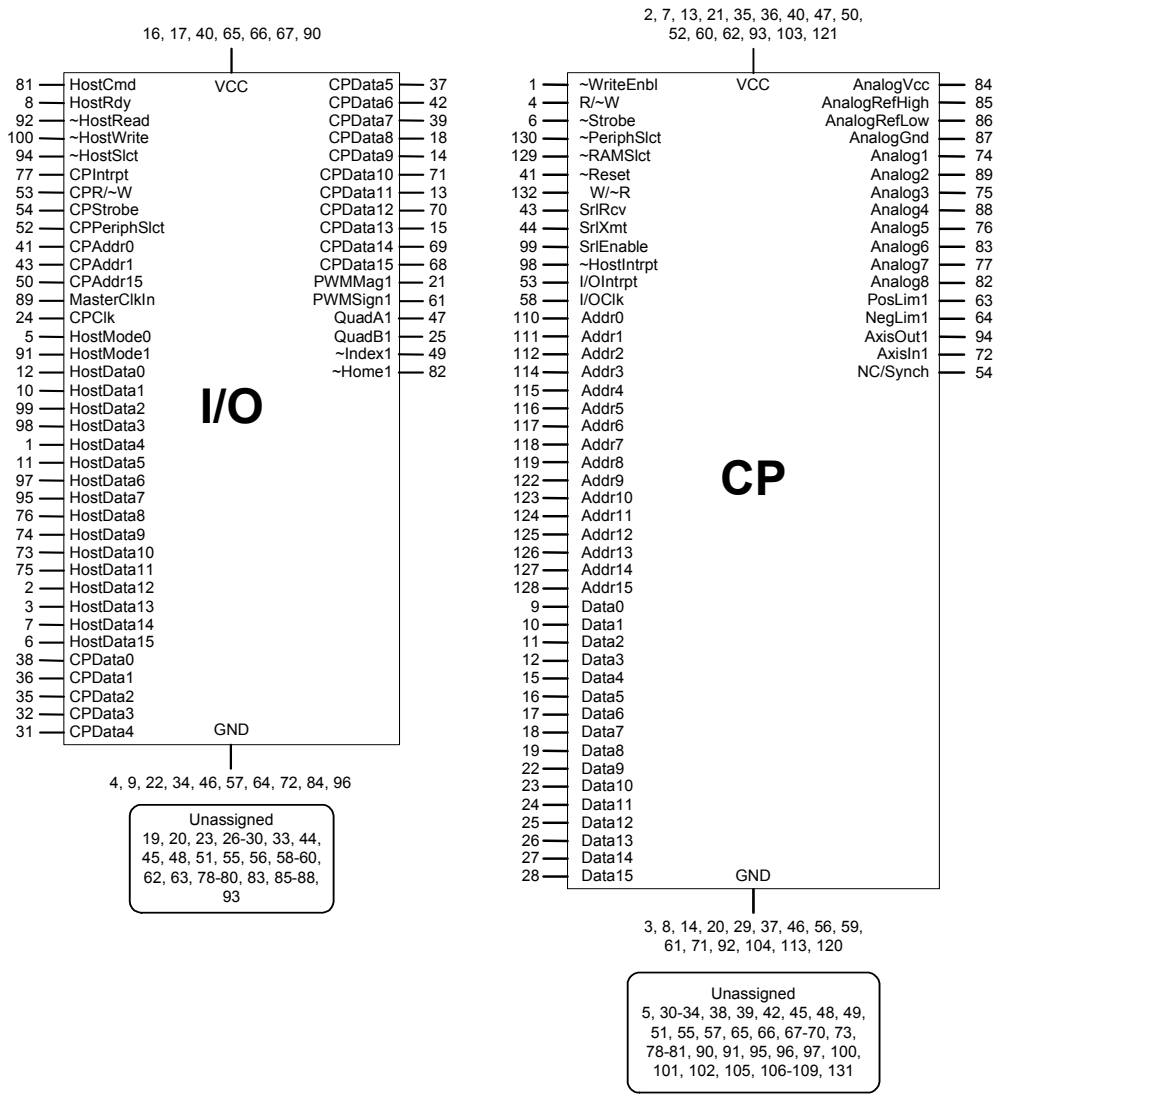 16, 17, 40, 65, 66, 67, 90
VCC
81 HostCmd
8 HostRdy
92 ~HostRead
100 ~HostWrite
94 ~HostSlct
77 CPIntrpt
53 CPR/~W
54 CPStrobe
52 CPPeriphSlct
41 CPAddr0
43 CPAddr1
50 CPAddr15
89 MasterClkIn
24 CPClk
5 HostMode0
91 HostMode1
12 HostData0
10 HostData1
99 HostData2
98 HostData3
1 HostData4
11 HostData5
97 HostData6
95 HostData7
76 HostData8
74 HostData9
73 HostData10
75 HostData11
2 HostData12
3 HostData13
7 HostData14
6 HostData15
38 CPData0
36 CPData1
35 CPData2
32 CPData3
31 CPData4
CPData5 37
CPData6 42
CPData7 39
CPData8 18
CPData9 14
CPData10 71
CPData11 13
CPData12 70
CPData13 15
CPData14 69
CPData15 68
PWMMag1 21
PWMSign1 61
QuadA1 47
QuadB1 25
~Index1 49
~Home1 82
I/O
GND
4, 9, 22, 34, 46, 57, 64, 72, 84, 96
Unassigned
19, 20, 23, 26-30, 33, 44,
45, 48, 51, 55, 56, 58-60,
62, 63, 78-80, 83, 85-88,
93
2, 7, 13, 21, 35, 36, 40, 47, 50,
52, 60, 62, 93, 103, 121
VCC
1 ~WriteEnbl
4 R/~W
6 ~Strobe
130 ~PeriphSlct
129 ~RAMSlct
41 ~Reset
132 W/~R
43 SrlRcv
44 SrlXmt
99 SrlEnable
98 ~HostIntrpt
53 I/OIntrpt
58 I/OClk
110 Addr0
111 Addr1
112 Addr2
114 Addr3
115 Addr4
116 Addr5
117 Addr6
118 Addr7
119 Addr8
122 Addr9
123 Addr10
124 Addr11
125 Addr12
126 Addr13
127 Addr14
128 Addr15
9 Data0
10 Data1
11 Data2
12 Data3
15 Data4
16 Data5
17 Data6
18 Data7
19 Data8
22 Data9
23 Data10
24 Data11
25 Data12
26 Data13
27 Data14
28 Data15
AnalogVcc 84
AnalogRefHigh 85
AnalogRefLow 86
AnalogGnd 87
Analog1 74
Analog2 89
Analog3 75
Analog4 88
Analog5 76
Analog6 83
Analog7 77
Analog8 82
PosLim1 63
NegLim1 64
AxisOut1 94
AxisIn1 72
NC/Synch 54
CP
GND
3, 8, 14, 20, 29, 37, 46, 56, 59,
61, 71, 92, 104, 113, 120
Unassigned
5, 30-34, 38, 39, 42, 45, 48, 49,
51, 55, 57, 65, 66, 67-70, 73,
78-81, 90, 91, 95, 96, 97, 100,
101, 102, 105, 106-109, 131